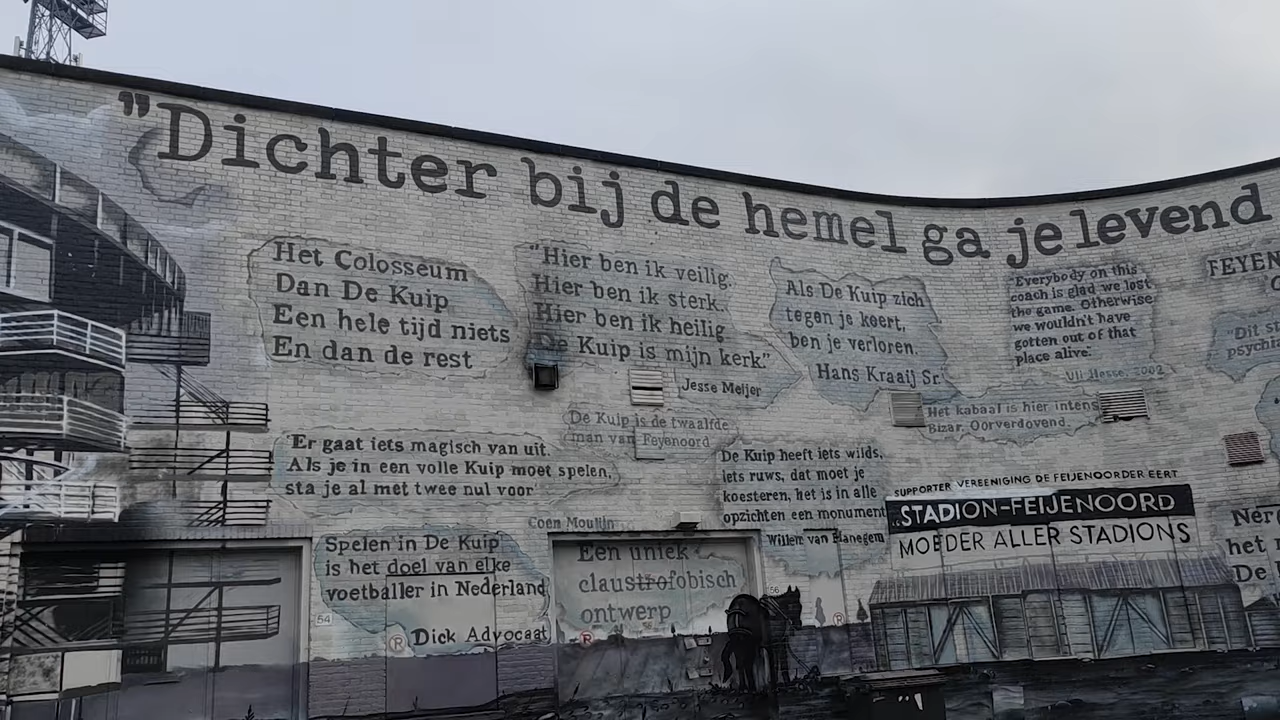 "Dichter bij de hemel ga je levend
Het Colosseum
Dan De Kuip
Een hele tijd niets
En dan de rest
"Hier ben ik veilig.
Hier ben ik sterk.
Hier ben ik heilig
De Kuip is mijn kerk."
Jesse Meijer
Als De Kuip zich
tegen je keert,
ben je verloren.
Hans Kraaij Sr.
"Everybody on this
coach is glad we lost
the game. Otherwise
we wouldn't have
gotten out of that
place alive."
Uli Hesse, 2002
FEYEN
"Dit s
psychia
De Kuip is de twaalfde
man van Feyenoord
Het kabaal is hier intens
Bizar. Oorverdovend.
'Er gaat iets magisch van uit.
Als je in een volle Kuip moet spelen,
sta je al met twee nul voor'
Coen Moulijn
De Kuip heeft iets wilds,
iets ruws, dat moet je
koesteren, het is in alle
opzichten een monument
Willem van Hanegem
SUPPORTER VEREENIGING DE FEIJENOORDER EERT
STADION-FEIJENOORD
MOEDER ALLER STADIONS
Spelen in De Kuip
is het doel van elke
voetballer in Nederland
Dick Advocaat
Een uniek
claustrofobisch
ontwerp
54
56
56
R
R
R
Nér
het n
De